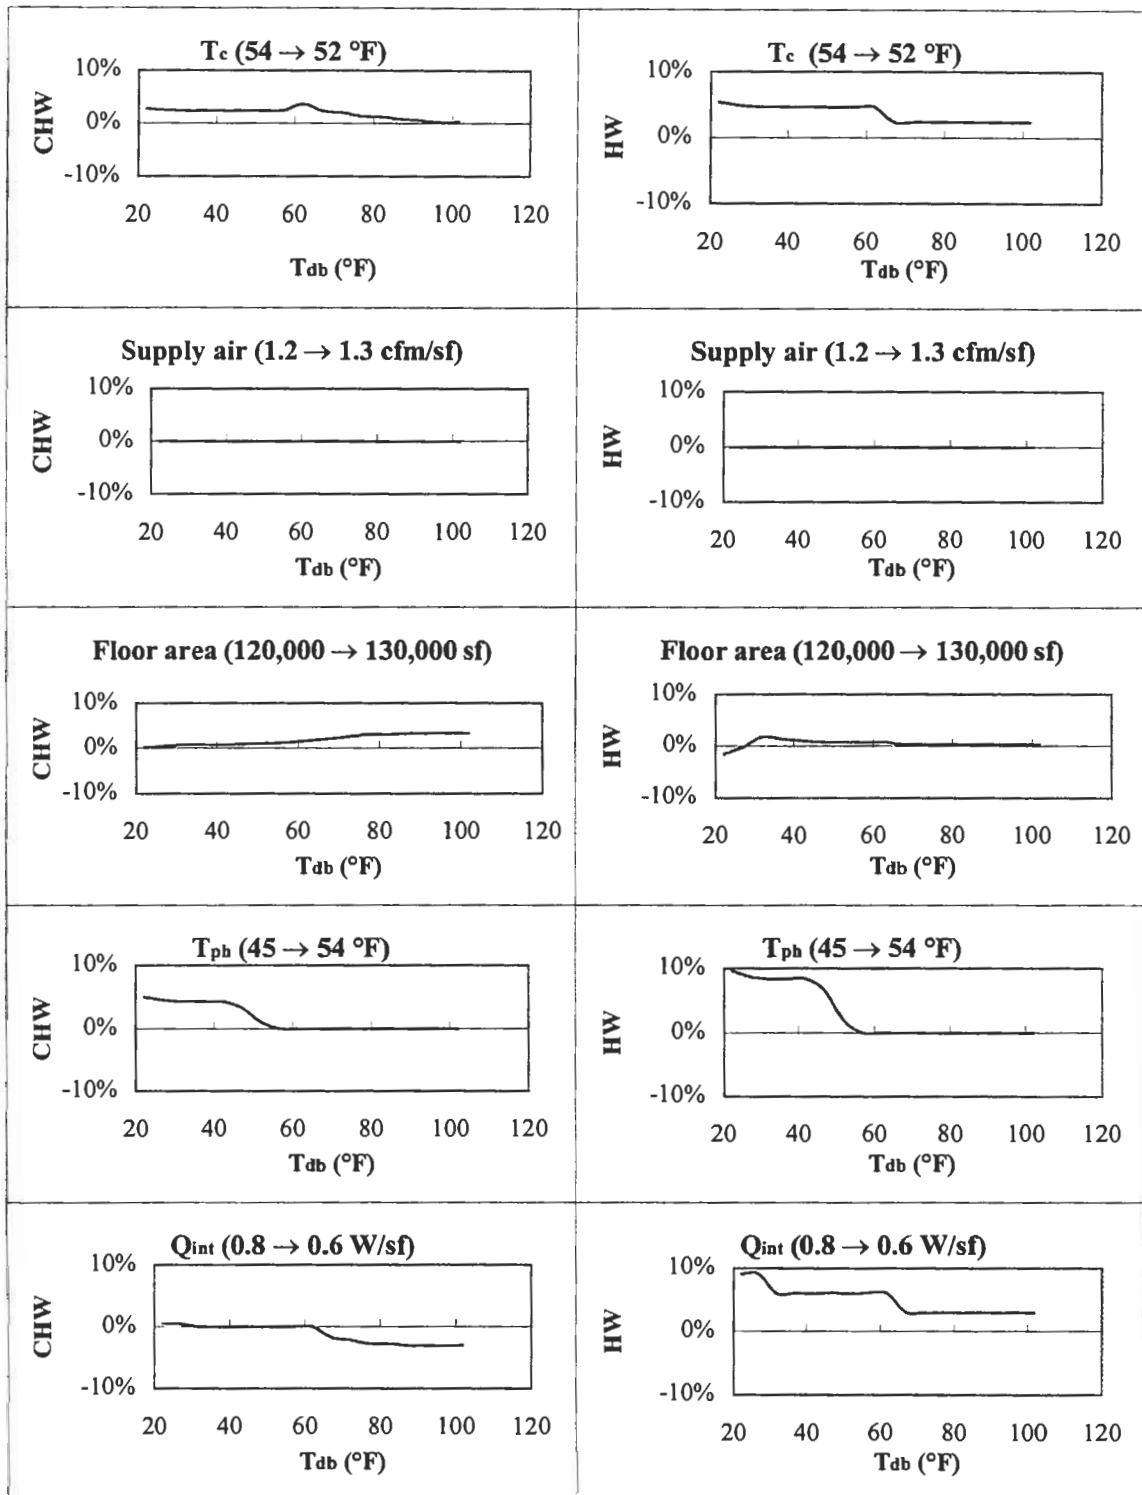 Tc (54 → 52 °F)
10%
0%
-10%
CHW
20 40 60 80 100 120
Tdb (°F)
Tc (54 → 52 °F)
10%
0%
-10%
HW
20 40 60 80 100 120
Tdb (°F)
Supply air (1.2 → 1.3 cfm/sf)
10%
0%
-10%
CHW
20 40 60 80 100 120
Tdb (°F)
Supply air (1.2 → 1.3 cfm/sf)
10%
0%
-10%
HW
20 40 60 80 100 120
Tdb (°F)
Floor area (120,000 → 130,000 sf)
10%
0%
-10%
CHW
20 40 60 80 100 120
Tdb (°F)
Floor area (120,000 → 130,000 sf)
10%
0%
-10%
HW
20 40 60 80 100 120
Tdb (°F)
Tph (45 → 54 °F)
10%
0%
-10%
CHW
20 40 60 80 100 120
Tdb (°F)
Tph (45 → 54 °F)
10%
0%
-10%
HW
20 40 60 80 100 120
Tdb (°F)
Qint (0.8 → 0.6 W/sf)
10%
0%
-10%
CHW
20 40 60 80 100 120
Tdb (°F)
Qint (0.8 → 0.6 W/sf)
10%
0%
-10%
HW
20 40 60 80 100 120
Tdb (°F)